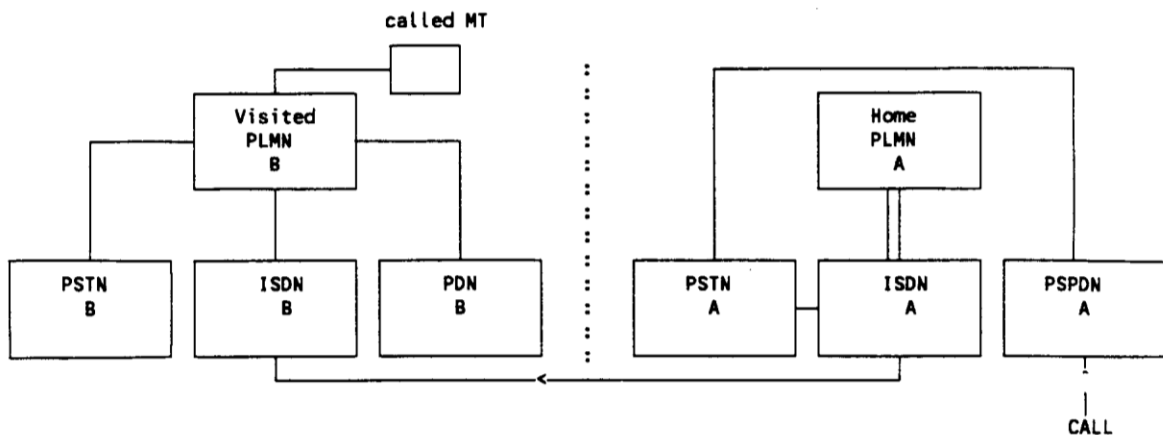 called MT
Visited
PLMN
B
Home
PLMN
A
PSTN
B
ISDN
B
PDN
B
PSTN
A
ISDN
A
PSPDN
A
CALL